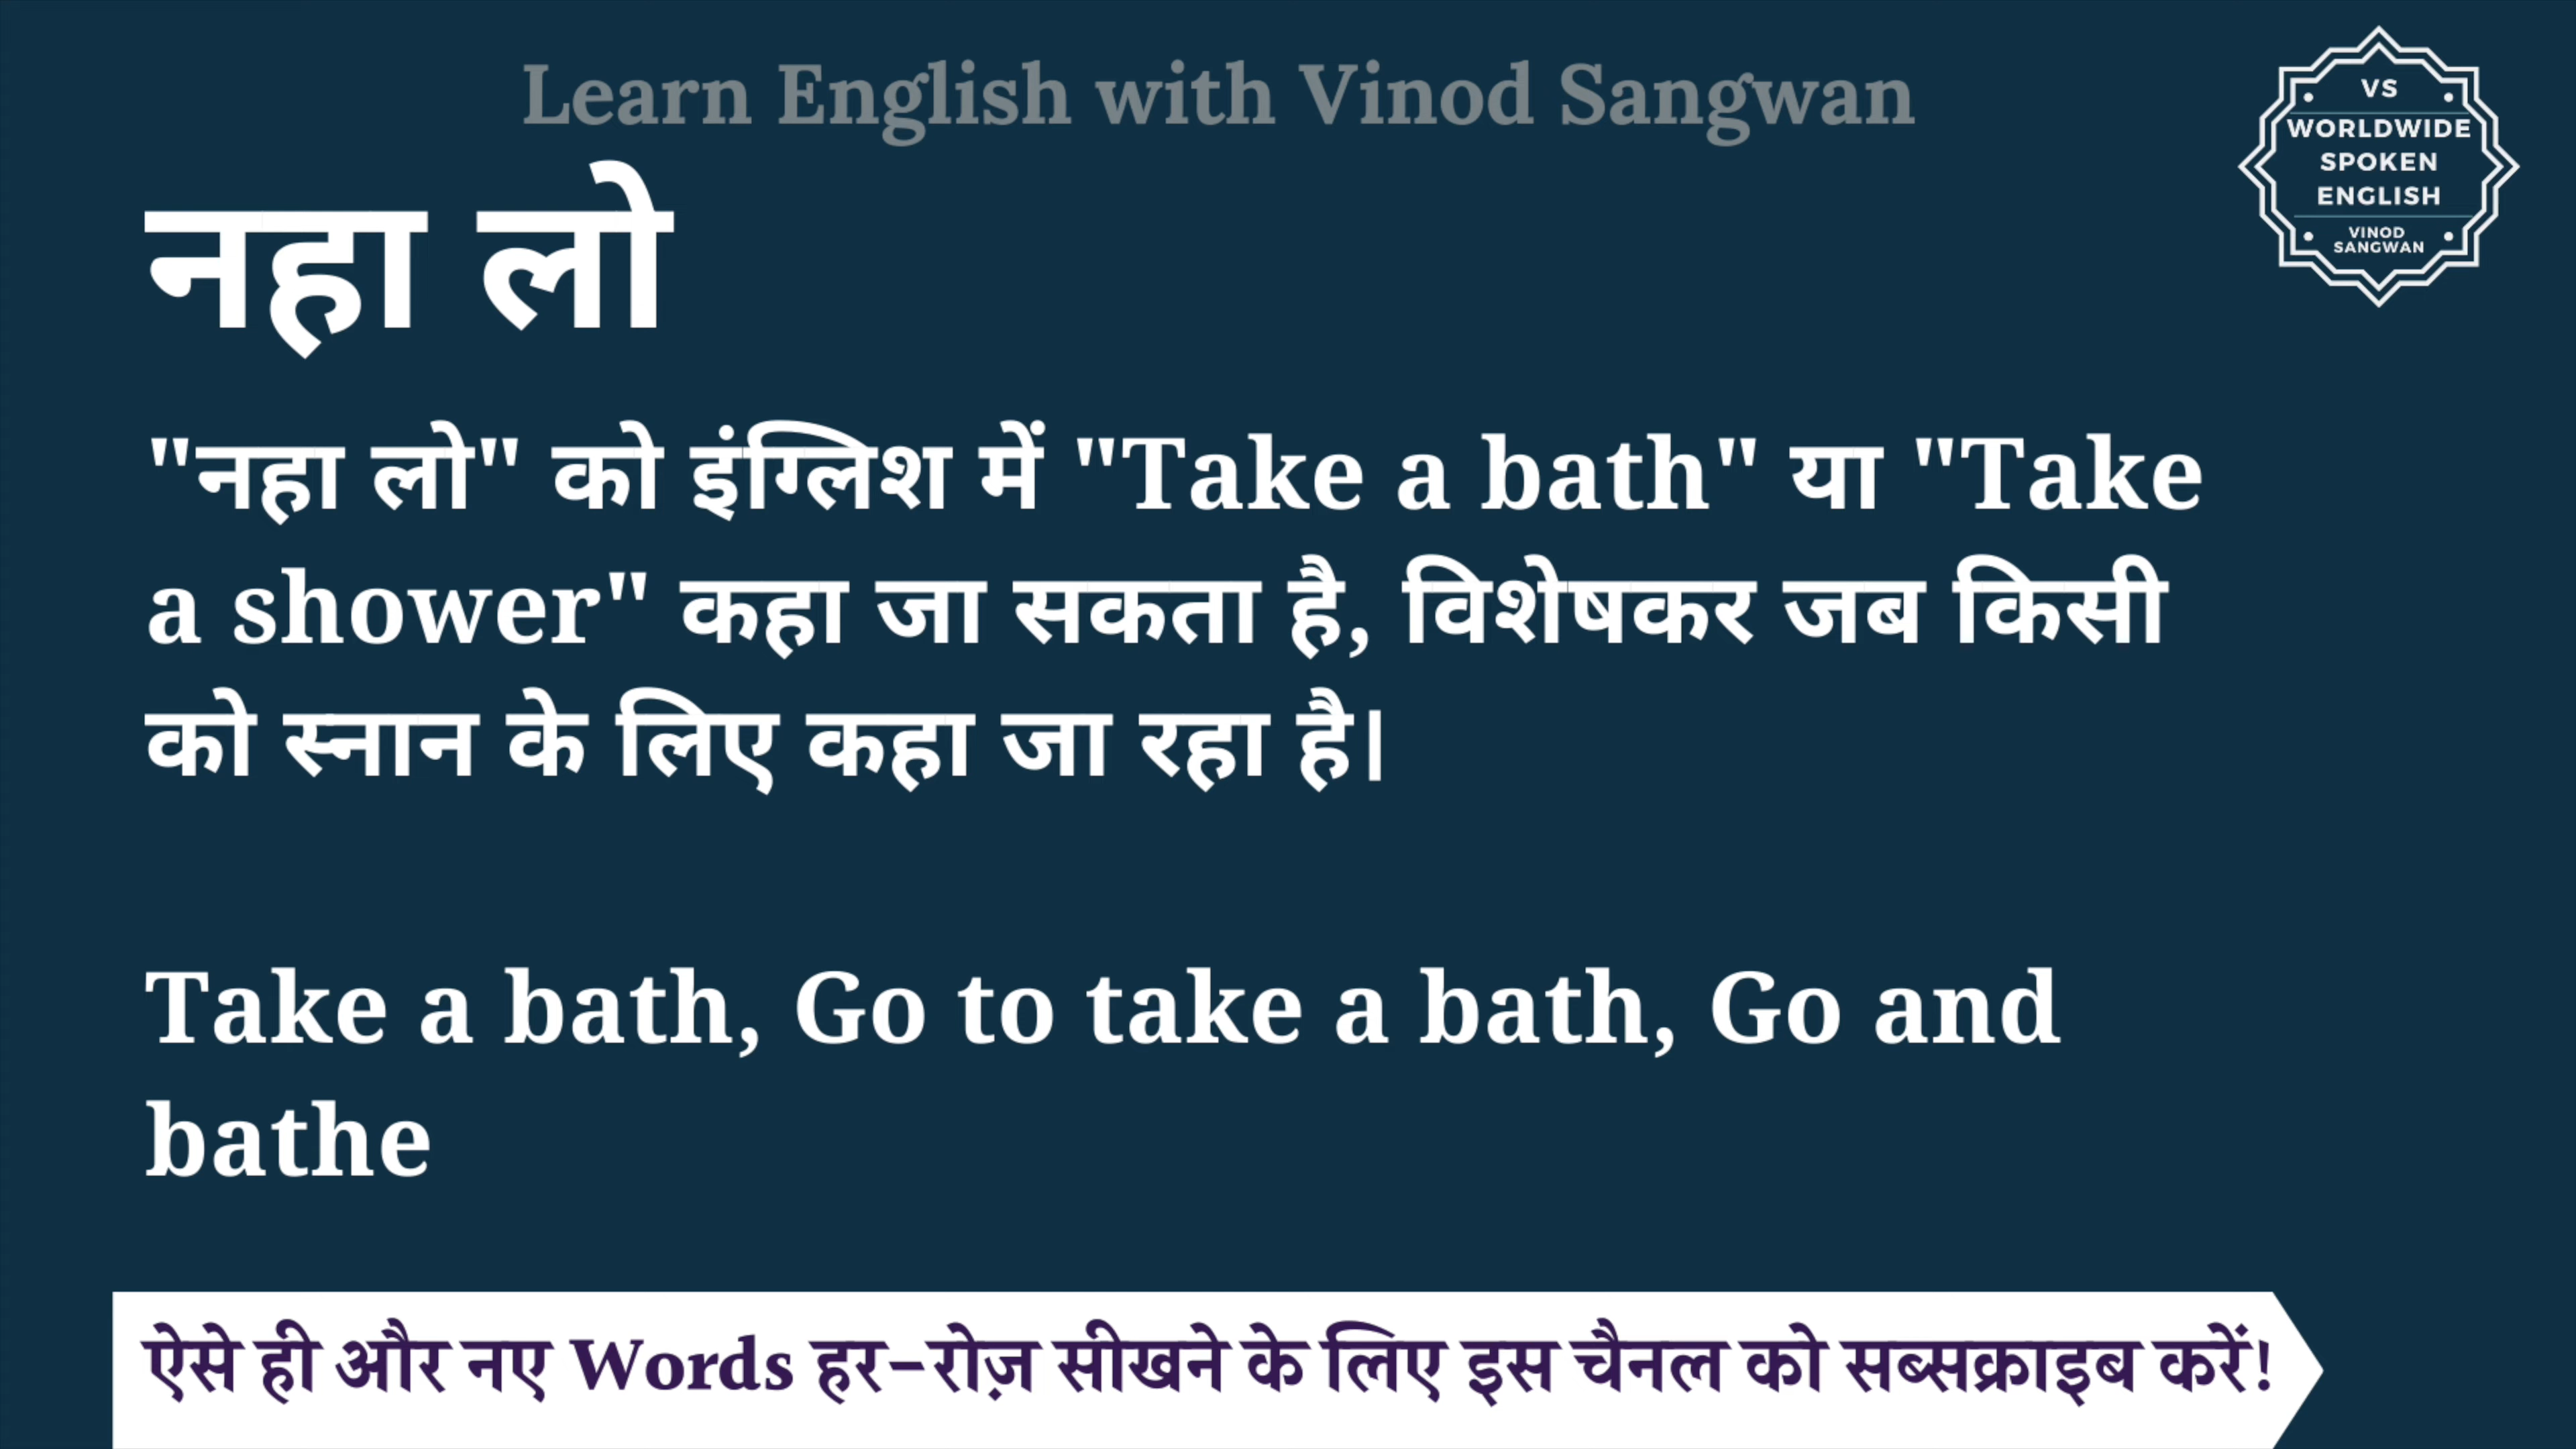 Learn English with Vinod Sangwan
VS
WORLDWIDE
SPOKEN
ENGLISH
VINOD
SANGWAN
नहा लो
"नहा लो" को इंग्लिश में "Take a bath" या "Take
a shower" कहा जा सकता है, विशेषकर जब किसी
को स्नान के लिए कहा जा रहा है।
Take a bath, Go to take a bath, Go and
bathe
ऐसे ही और नए Words हर-रोज़ सीखने के लिए इस चैनल को सब्सक्राइब करें!